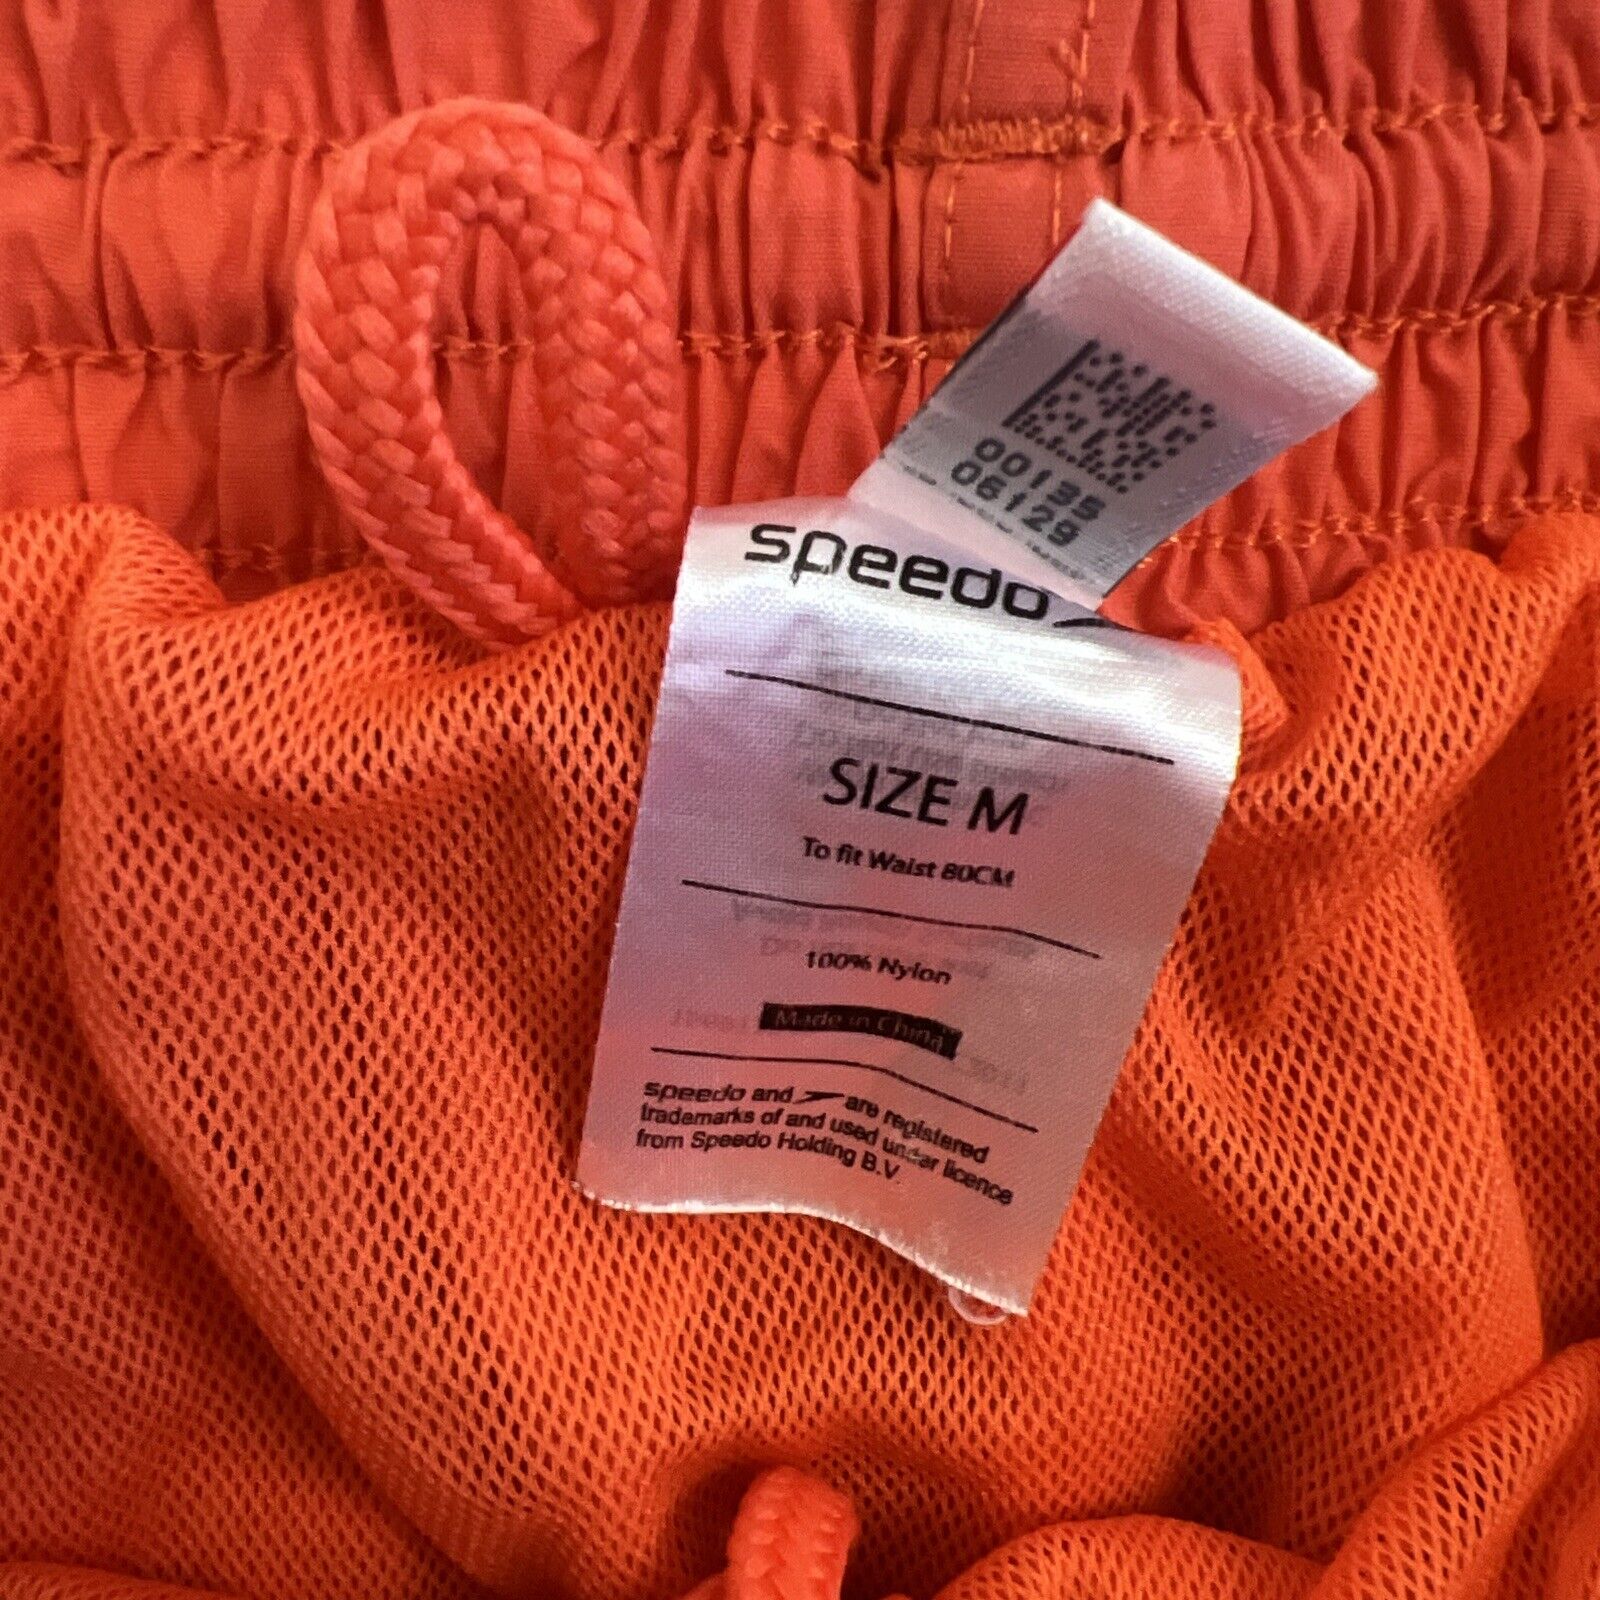 00135
06129
speedo
SIZE M
To fit Waist 80CM
100% Nylon
Made in China
speedo and are registered
trademarks of and used under licence
from Speedo Holding B.V.